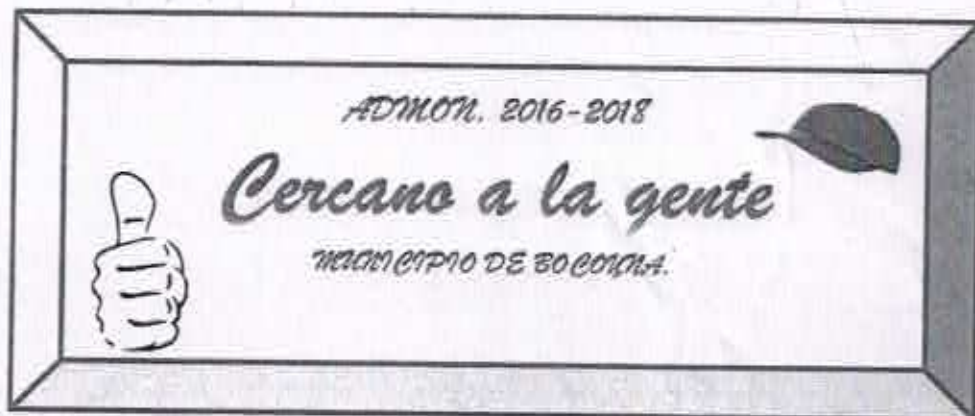 ADMON. 2016-2018
Cercano a la gente
MUNICIPIO DE BOCOYNA.